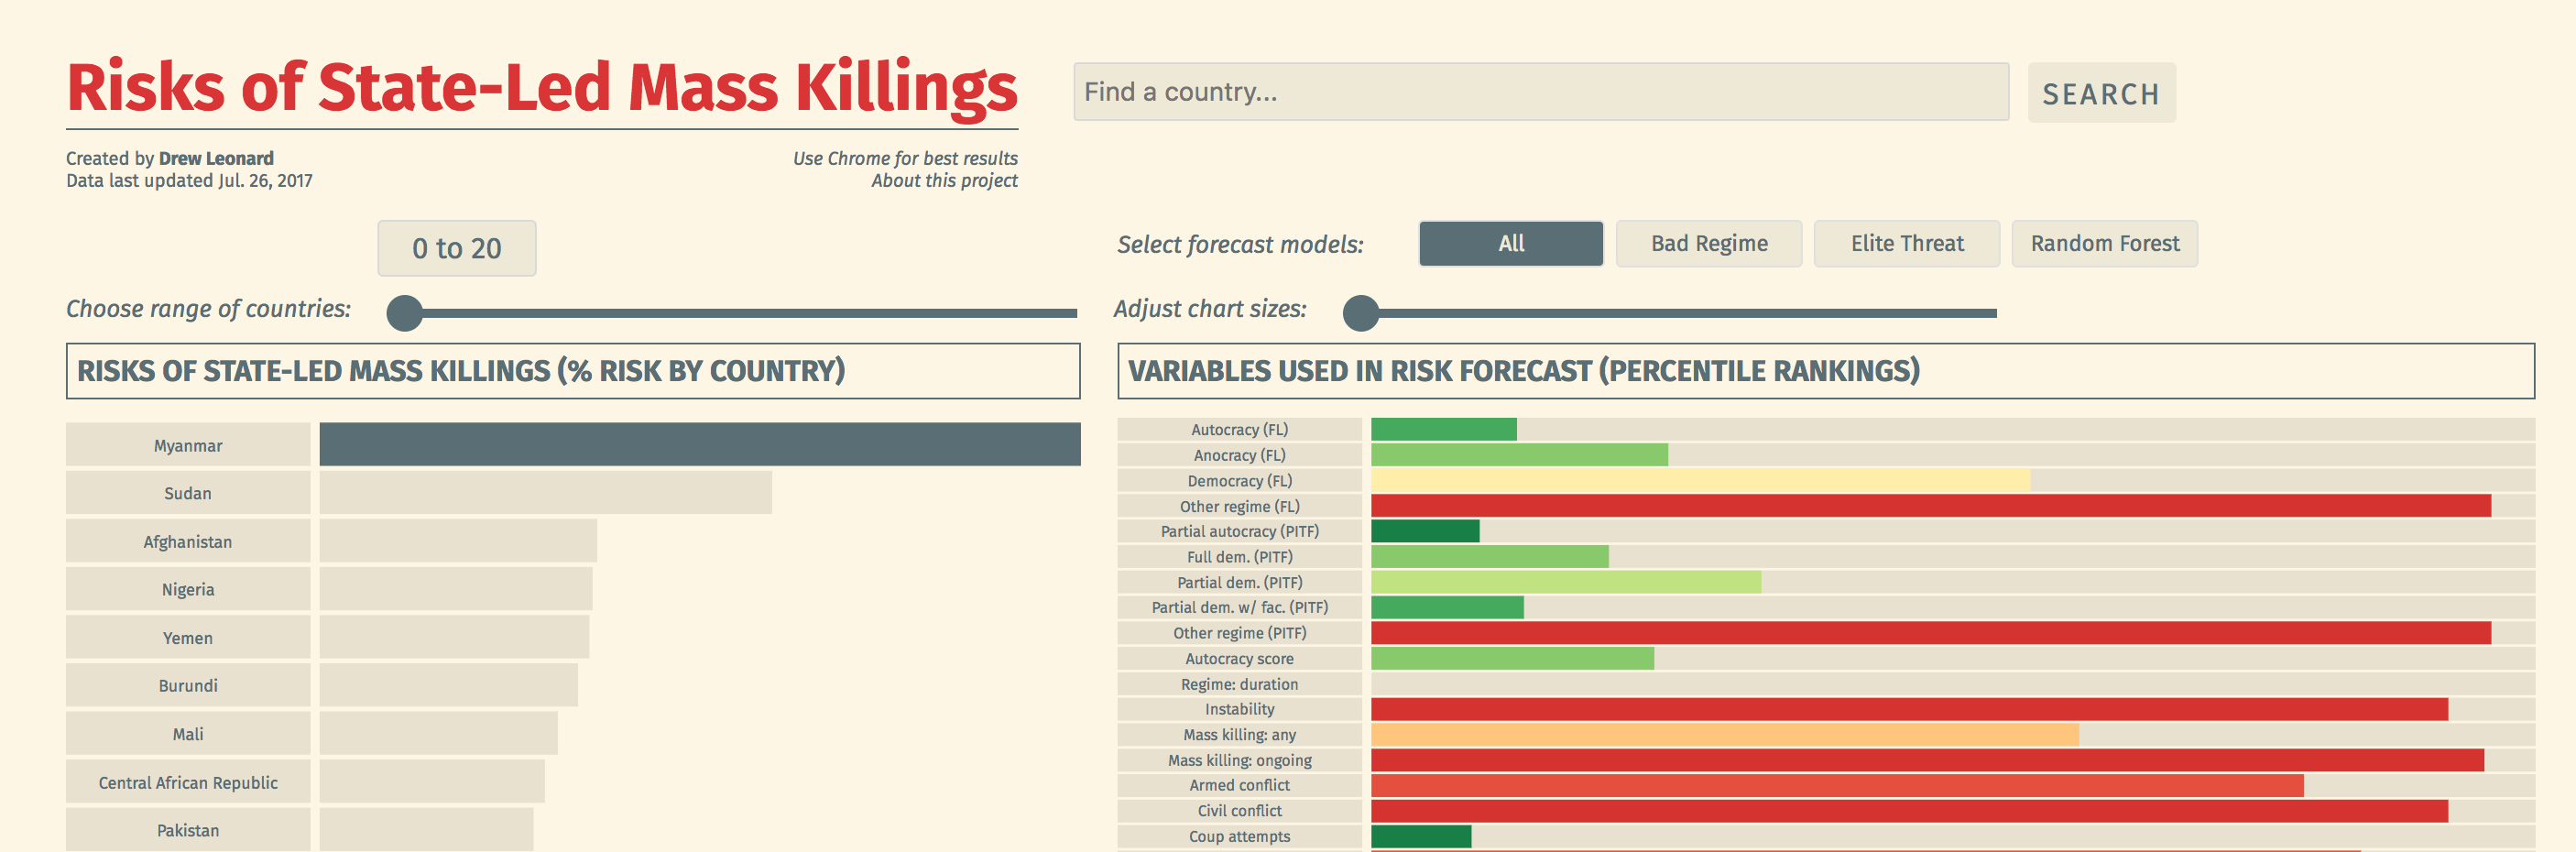 Risks of State-Led Mass Killings
Find a country...
SEARCH
Created by Drew Leonard
Data last updated Jul. 26, 2017
Use Chrome for best results
About this project
0 to 20
Choose range of countries:
Select forecast models:
All
Bad Regime
Elite Threat
Random Forest
Adjust chart sizes:
RISKS OF STATE-LED MASS KILLINGS (% RISK BY COUNTRY)
Myanmar
Sudan
Afghanistan
Nigeria
Yemen
Burundi
Mali
Central African Republic
Pakistan
VARIABLES USED IN RISK FORECAST (PERCENTILE RANKINGS)
Autocracy (FL)
Anocracy (FL)
Democracy (FL)
Other regime (FL)
Partial autocracy (PITF)
Full dem. (PITF)
Partial dem. (PITF)
Partial dem. w/ fac. (PITF)
Other regime (PITF)
Autocracy score
Regime: duration
Instability
Mass killing: any
Mass killing: ongoing
Armed conflict
Civil conflict
Coup attempts